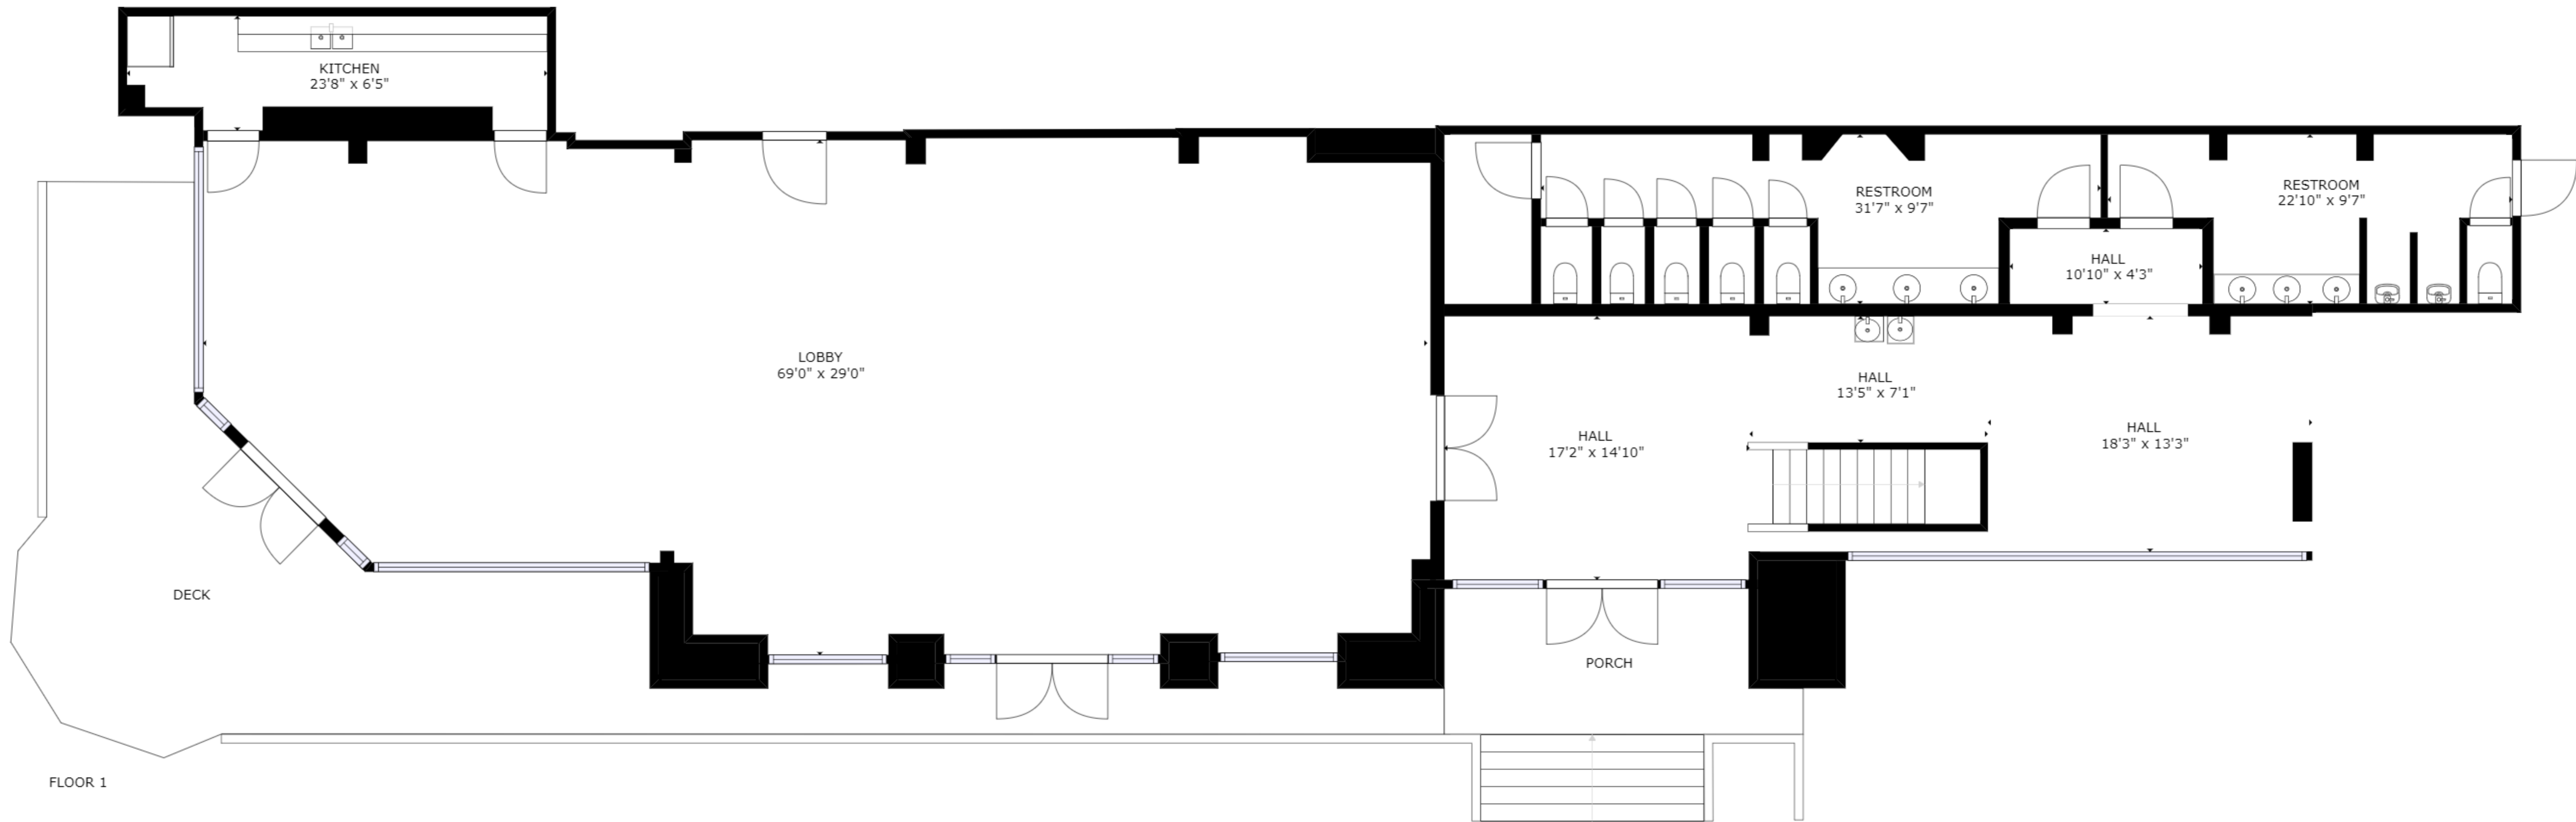 KITCHEN
23'8" x 6'5"
RESTROOM
31'7" x 9'7"
RESTROOM
22'10" x 9'7"
HALL
10'10" x 4'3"
LOBBY
69'0" x 29'0"
HALL
13'5" x 7'1"
HALL
17'2" x 14'10"
HALL
18'3" x 13'3"
DECK
PORCH
FLOOR 1